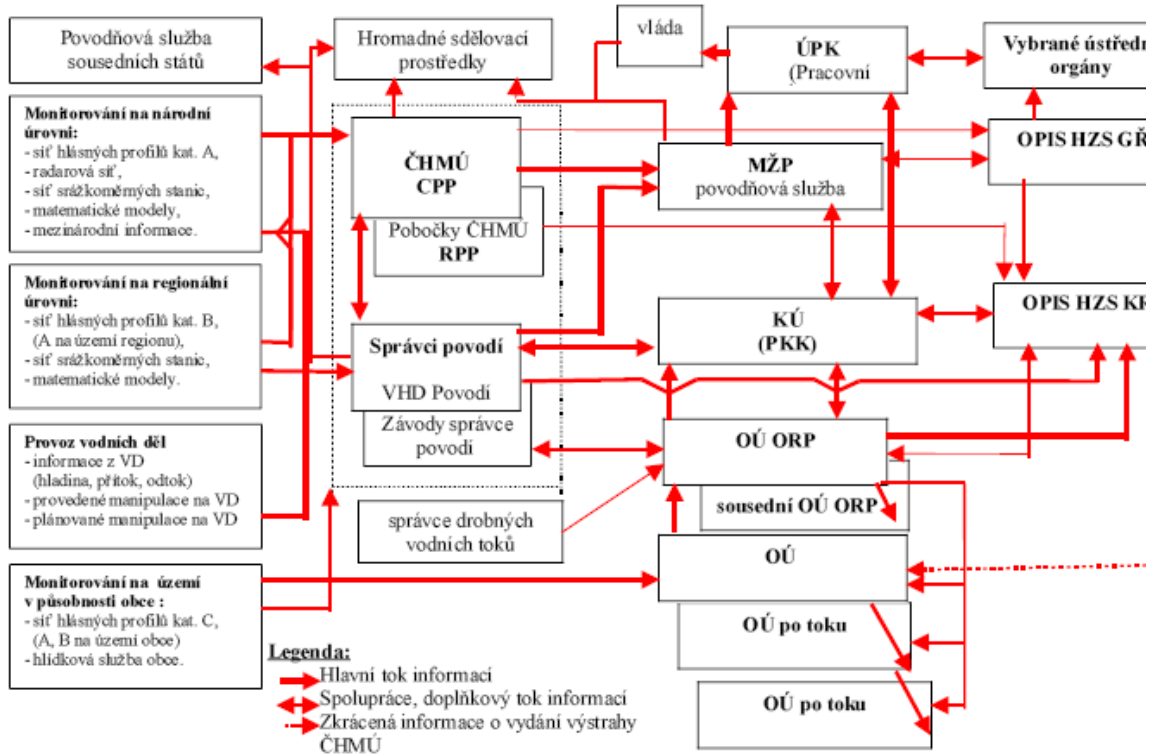 Povodňová služba
sousedních států
Hromadné sdělovací
prostředky
vláda
ÚPK
(Pracovní
Vybrané ústřední
orgány
Monitorování na národní
úrovni:
- síť hlásných profilů kat. A,
- radarová síť,
- síť srážkoměrných stanic,
- matematické modely,
- mezinárodní informace.
ČHMÚ
CPP
Pobočky ČHMÚ
RPP
MŽP
povodňová služba
OPIS HZS GŘ
Monitorování na regionální
úrovni:
- síť hlásných profilů kat. B,
(A na území regionu),
- síť srážkoměrných stanic,
- matematické modely.
Správci povodí
VHD Povodí
Závody správce
povodí
KÚ
(PKK)
OPIS HZS KR
Provoz vodních děl
- informace z VD
(hladina, přítok, odtok)
- provedené manipulace na VD
- plánované manipulace na VD
OÚ ORP
sousední OÚ ORP
správce drobných
vodních toků
OÚ
Monitorování na území
v působnosti obce :
- síť hlásných profilů kat. C,
(A, B na území obce)
- hlídková služba obce.
OÚ po toku
OÚ po toku
Legenda:
Hlavní tok informací
Spolupráce, doplňkový tok informací
Zkrácená informace o vydání výstrahy
ČHMÚ